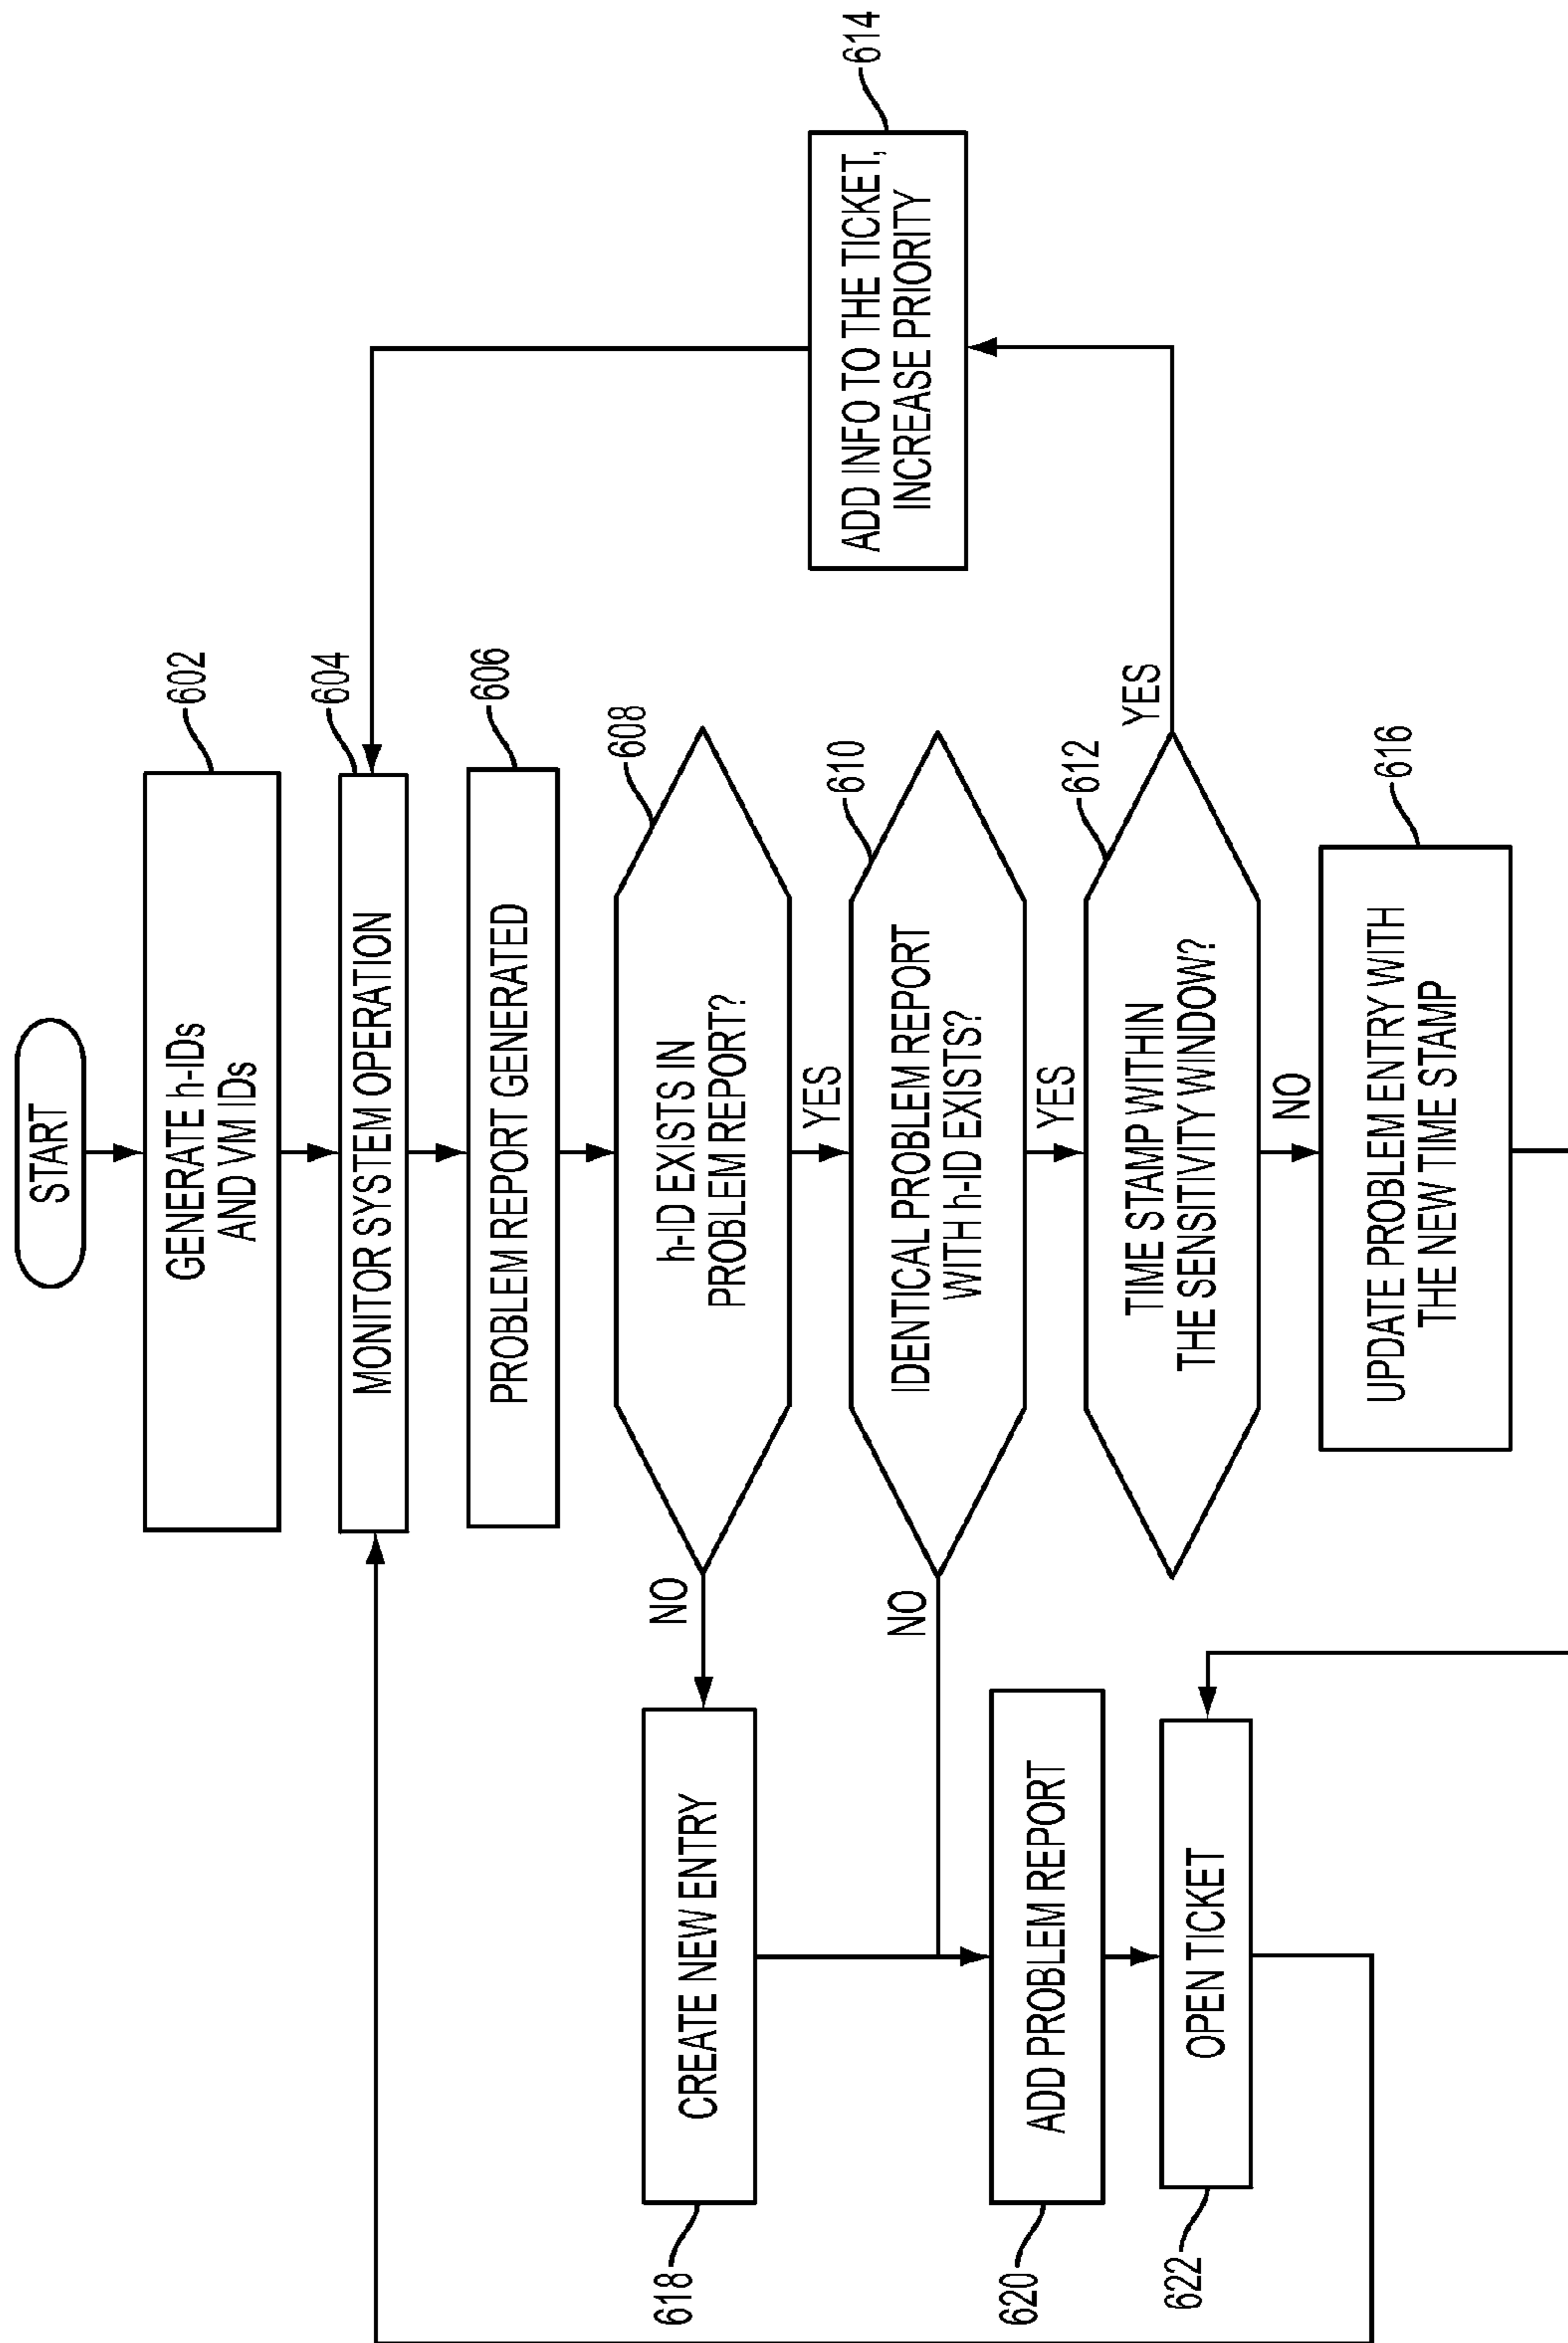 START
GENERATE h-IDs
AND VMI IDs
602
MONITOR SYSTEM OPERATION
604
PROBLEM REPORT GENERATED
606
h-ID EXISTS IN
PROBLEM REPORT?
608
NO
YES
IDENTICAL PROBLEM REPORT
WITH h-ID EXISTS?
610
NO
YES
TIME STAMP WITHIN
THE SENSITIVITY WINDOW?
612
YES
NO
ADD INFO TO THE TICKET,
INCREASE PRIORITY
614
UPDATE PROBLEM ENTRY WITH
THE NEW TIME STAMP
616
CREATE NEW ENTRY
618
ADD PROBLEM REPORT
620
OPEN TICKET
622